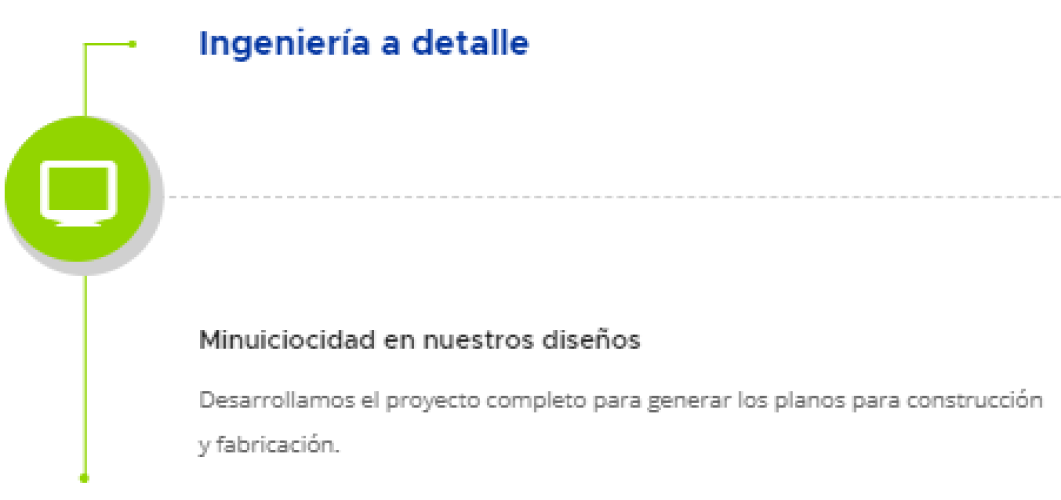 Ingeniería a detalle
Minuiciocidad en nuestros diseños
Desarrollamos el proyecto completo para generar los planos para construcción
y fabricación.